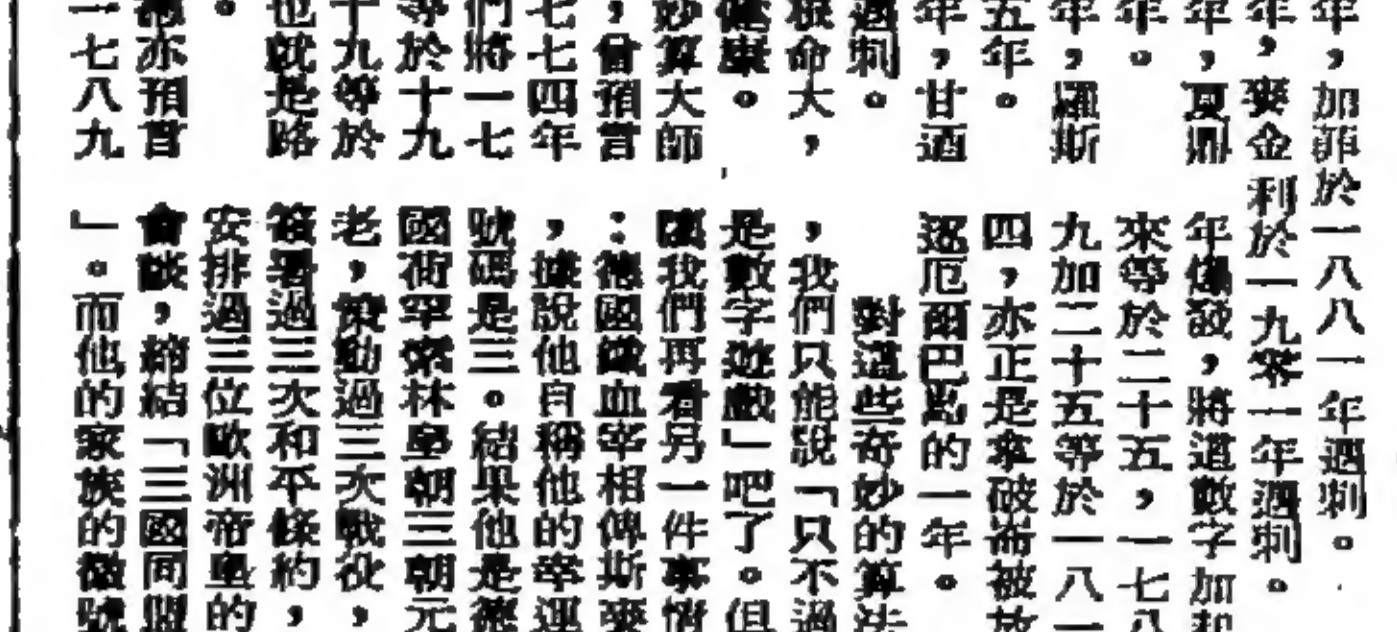 年，加菲於一八八一年遇刺。
年，麥金利於一九零一年遇刺。
年，夏鼎
年。
年，羅斯
五年。
年，甘迺
遇刺。
根命大，
健康。
妙算大師
，曾預言
七七四年
們將一七
等於十九
十九等於
也就是路
。
亦預言
一七八九
年爆發，將這數字加起
來等於二十五，一七八
九加二十五等於一八一
四，亦正是拿破崙被放
逐厄爾巴島的一年。
對這些奇妙的算法
，我們只能說「只不過
是數字遊戲」吧了。但
讓我們再看另一件事情
：德國鐵血宰相俾斯麥
，據說他自稱他的幸運
號碼是三。結果他是德
國荷罕索林皇朝三朝元
老，策動過三次戰役，
簽署過三次和平條約，
安排過三位歐洲帝皇的
會談，締結「三國同盟
」。而他的家族的徽號